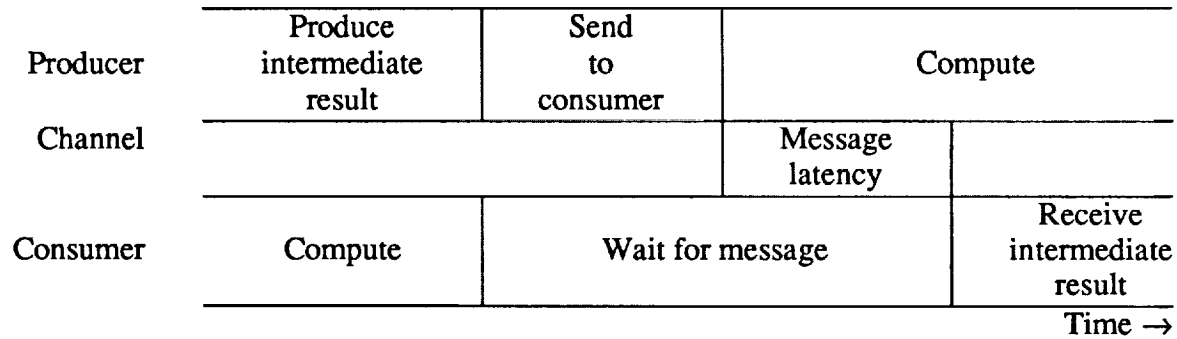 Producer
Produce
intermediate
result
Send
to
consumer
Compute
Channel
Message
latency
Consumer
Compute
Wait for message
Receive
intermediate
result
Time →